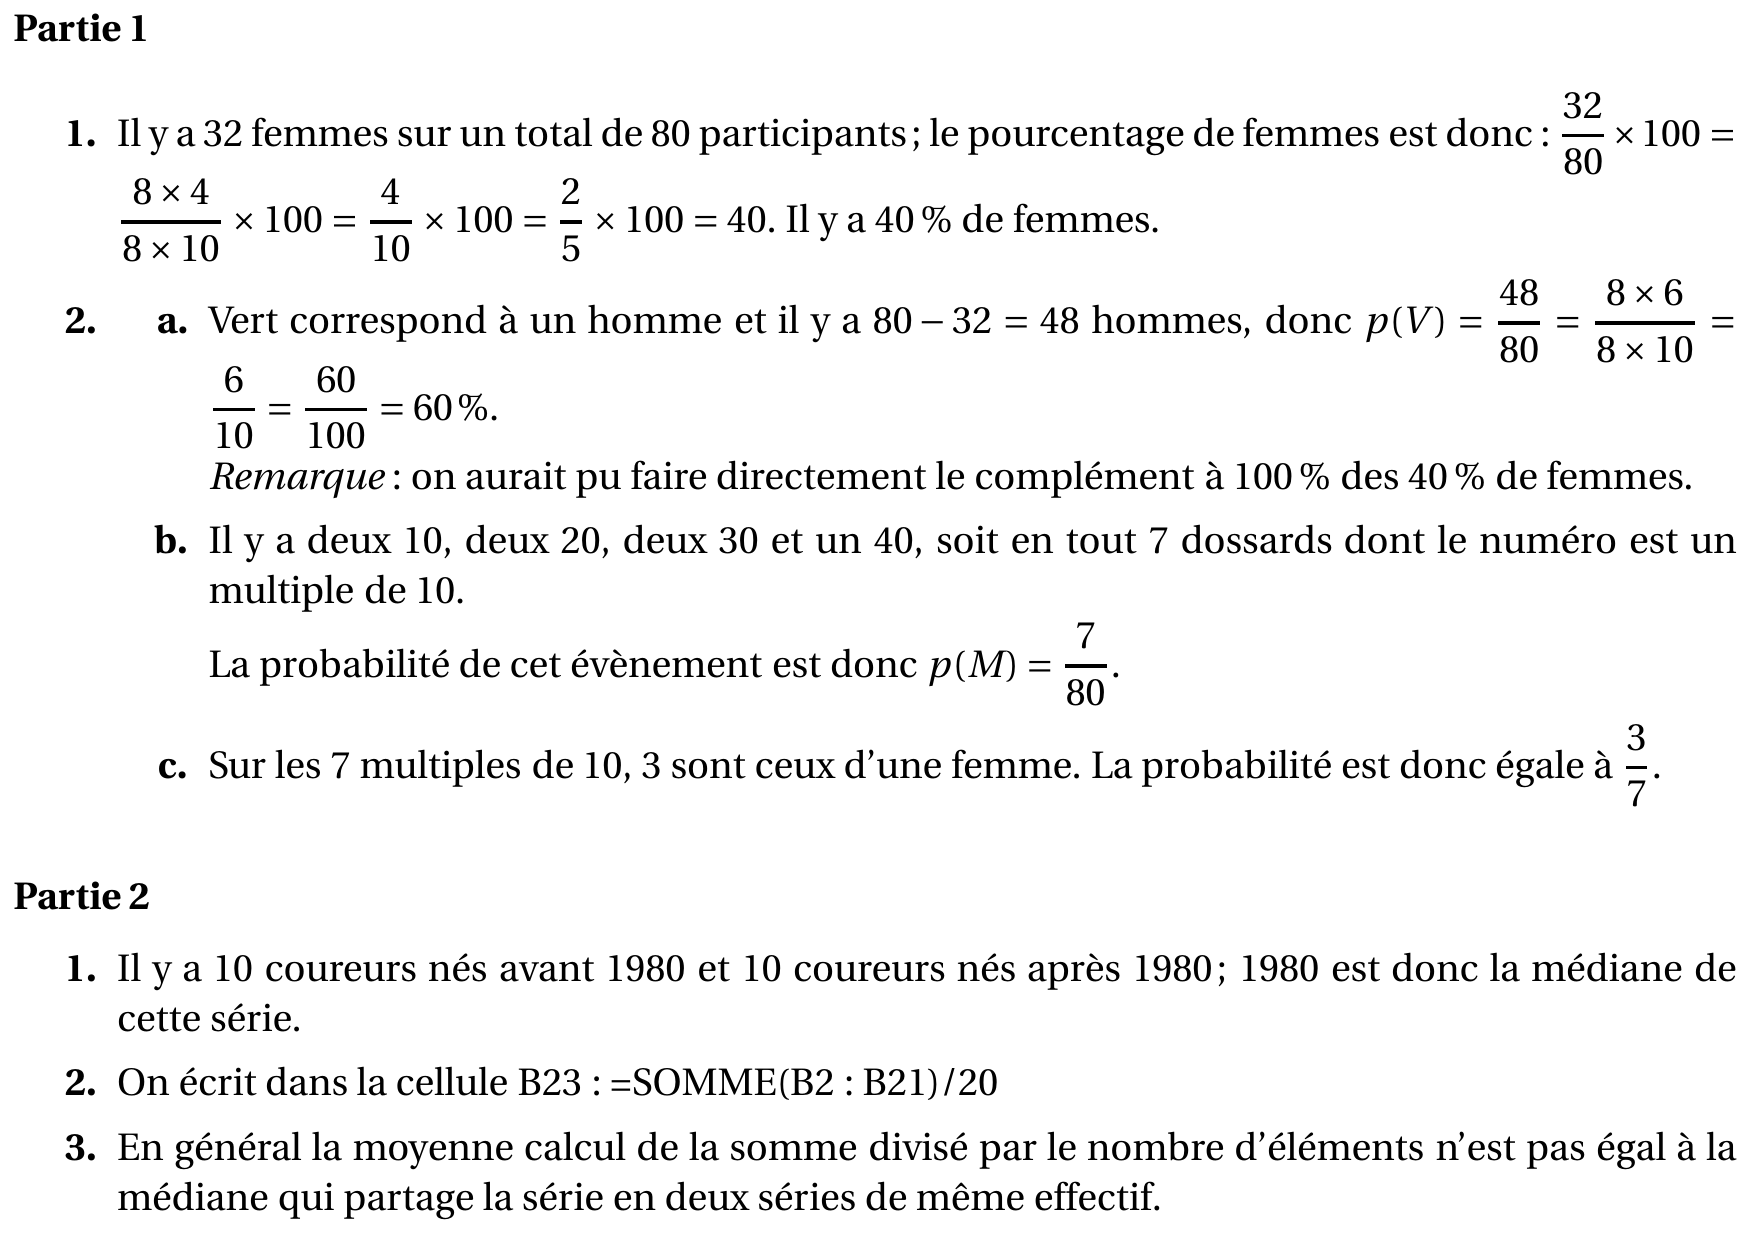 Partie 1
1. Il y a 32 femmes sur un total de 80 participants ; le pourcentage de femmes est donc : $\dfrac{32}{80} \times 100 =$
$\dfrac{8 \times 4}{8 \times 10} \times 100 = \dfrac{4}{10} \times 100 = \dfrac{2}{5} \times 100 = 40$. Il y a 40 % de femmes.
2. a. Vert correspond à un homme et il y a 80 − 32 = 48 hommes, donc $p(V) = \dfrac{48}{80} = \dfrac{8 \times 6}{8 \times 10} =$
$\dfrac{6}{10} = \dfrac{60}{100} = 60\,\%$.
Remarque : on aurait pu faire directement le complément à 100 % des 40 % de femmes.
b. Il y a deux 10, deux 20, deux 30 et un 40, soit en tout 7 dossards dont le numéro est un
multiple de 10.
La probabilité de cet évènement est donc $p(M) = \dfrac{7}{80}$.
c. Sur les 7 multiples de 10, 3 sont ceux d'une femme. La probabilité est donc égale à $\dfrac{3}{7}$.
Partie 2
1. Il y a 10 coureurs nés avant 1980 et 10 coureurs nés après 1980 ; 1980 est donc la médiane de
cette série.
2. On écrit dans la cellule B23 : =SOMME(B2 : B21)/20
3. En général la moyenne calcul de la somme divisé par le nombre d'éléments n'est pas égal à la
médiane qui partage la série en deux séries de même effectif.